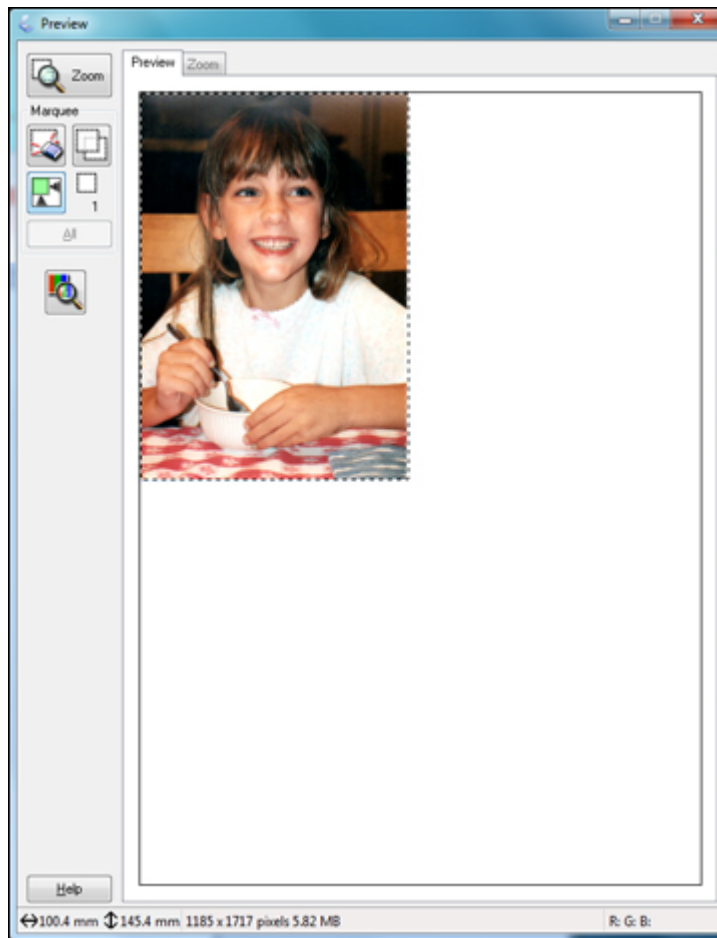 Preview
Zoom
Preview Zoom
Marquee
1
All
Help
100.4 mm 145.4 mm 1185 x 1717 pixels 5.82 MB R: G: B: